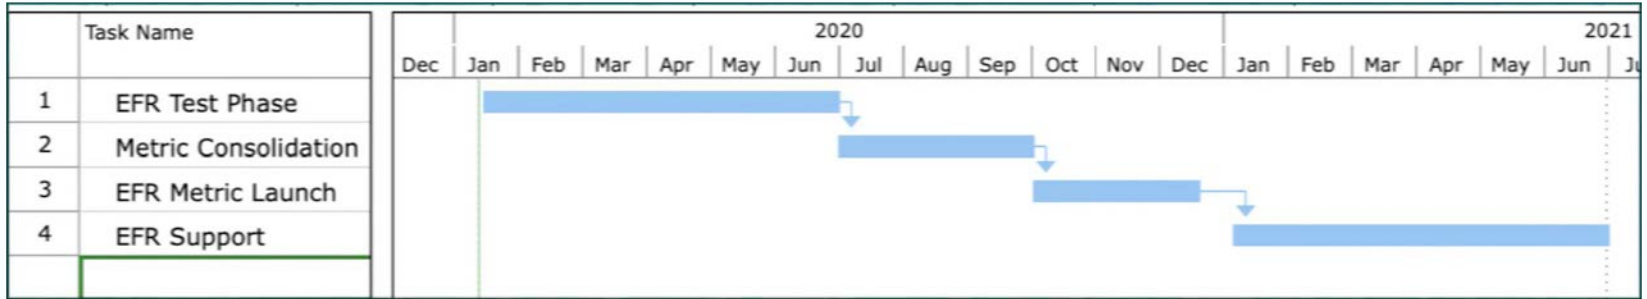 Task Name
2020
2021
Dec Jan Feb Mar Apr May Jun Jul Aug Sep Oct Nov Dec Jan Feb Mar Apr May Jun
1 EFR Test Phase
2 Metric Consolidation
3 EFR Metric Launch
4 EFR Support